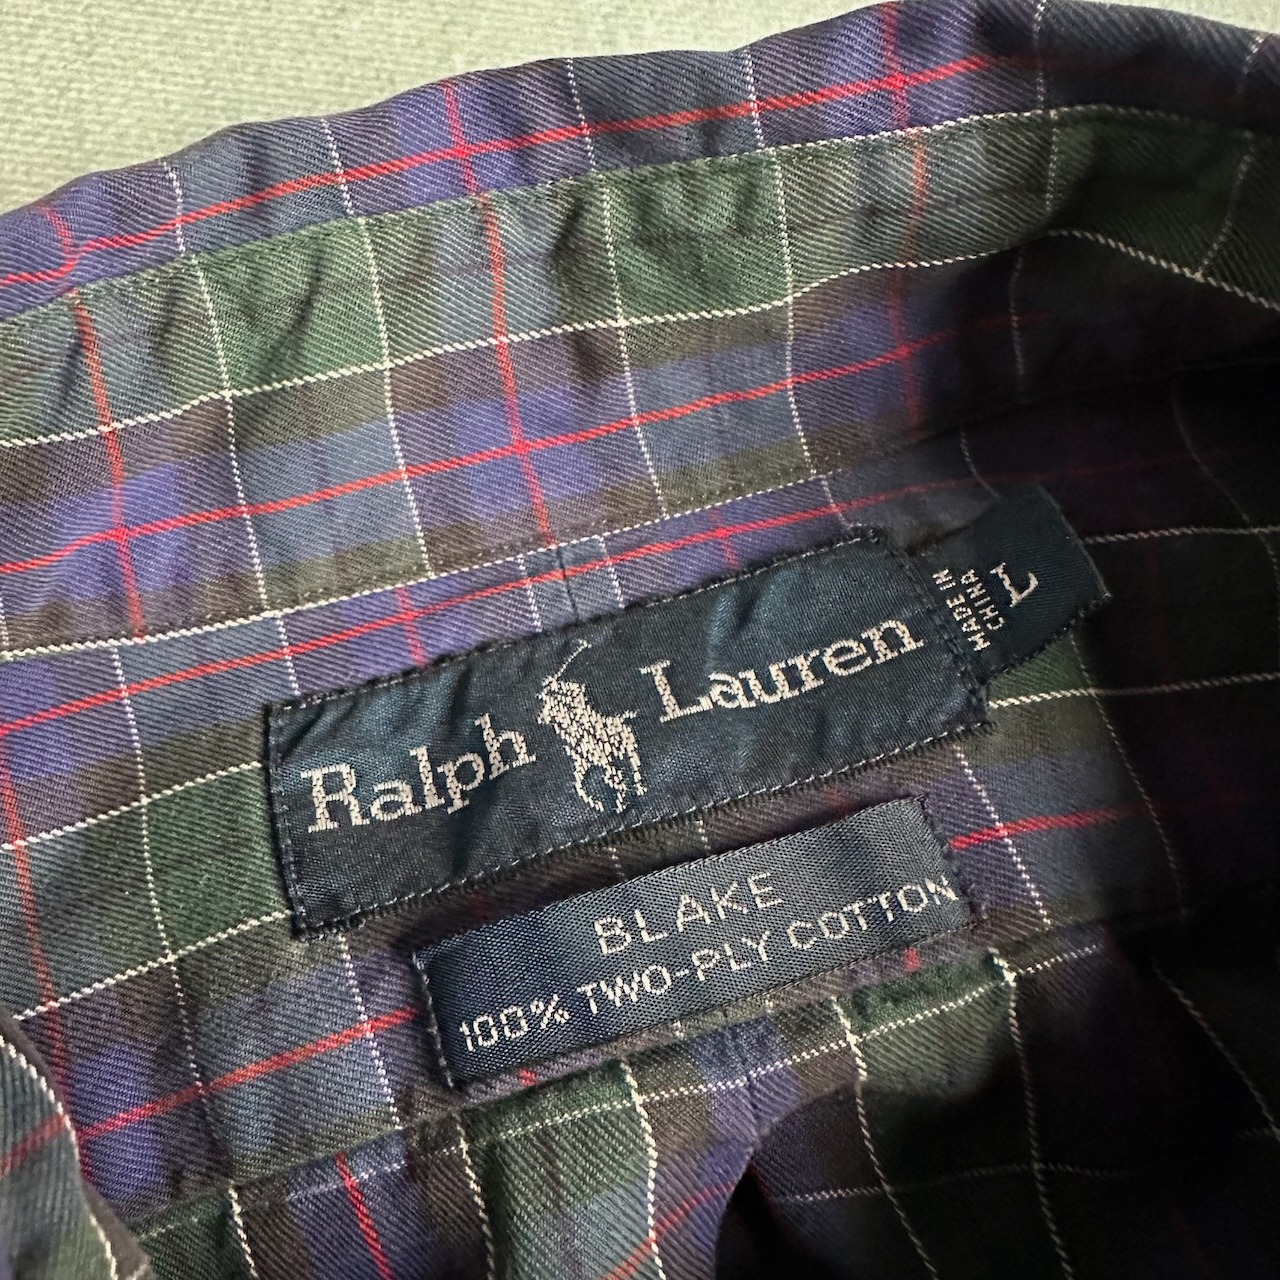 Ralph Lauren
MADE IN
CHINA
L
BLAKE
100% TWO-PLY COTTON